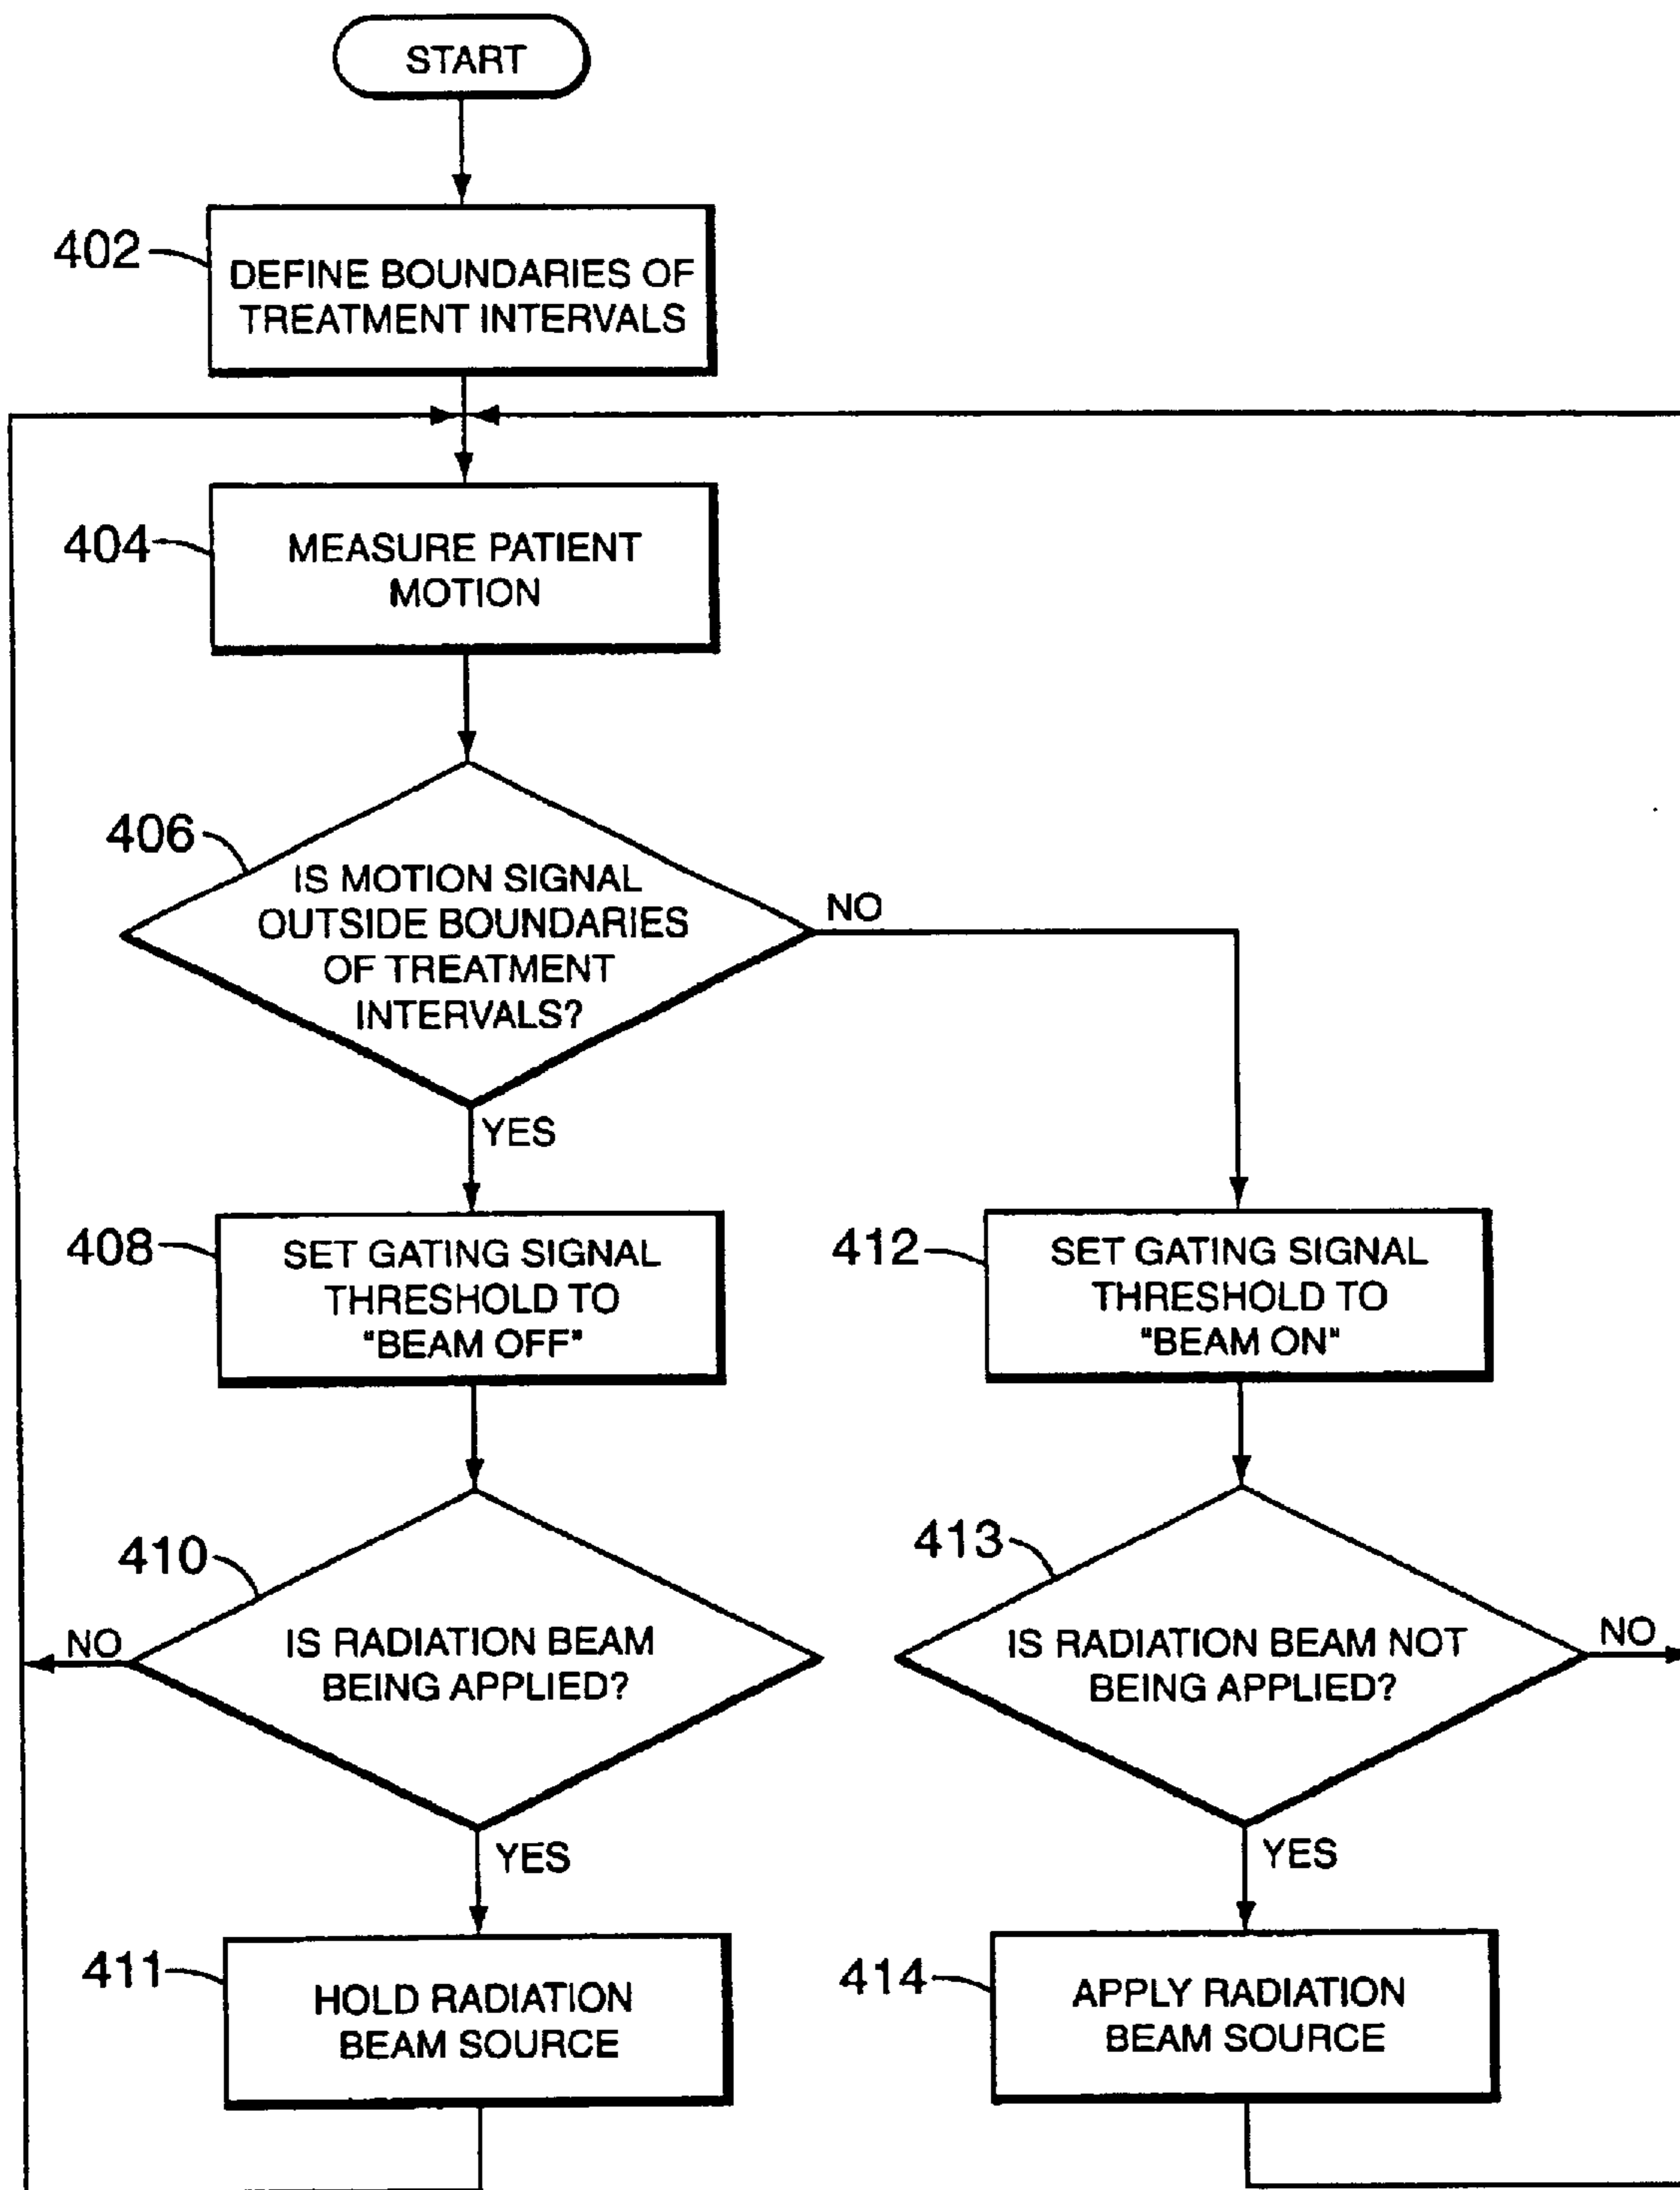 START
402
DEFINE BOUNDARIES OF
TREATMENT INTERVALS
404
MEASURE PATIENT
MOTION
406
IS MOTION SIGNAL
OUTSIDE BOUNDARIES
OF TREATMENT
INTERVALS?
NO
YES
408
SET GATING SIGNAL
THRESHOLD TO
"BEAM OFF"
412
SET GATING SIGNAL
THRESHOLD TO
"BEAM ON"
410
NO
IS RADIATION BEAM
BEING APPLIED?
YES
413
IS RADIATION BEAM NOT
BEING APPLIED?
NO
YES
411
HOLD RADIATION
BEAM SOURCE
414
APPLY RADIATION
BEAM SOURCE